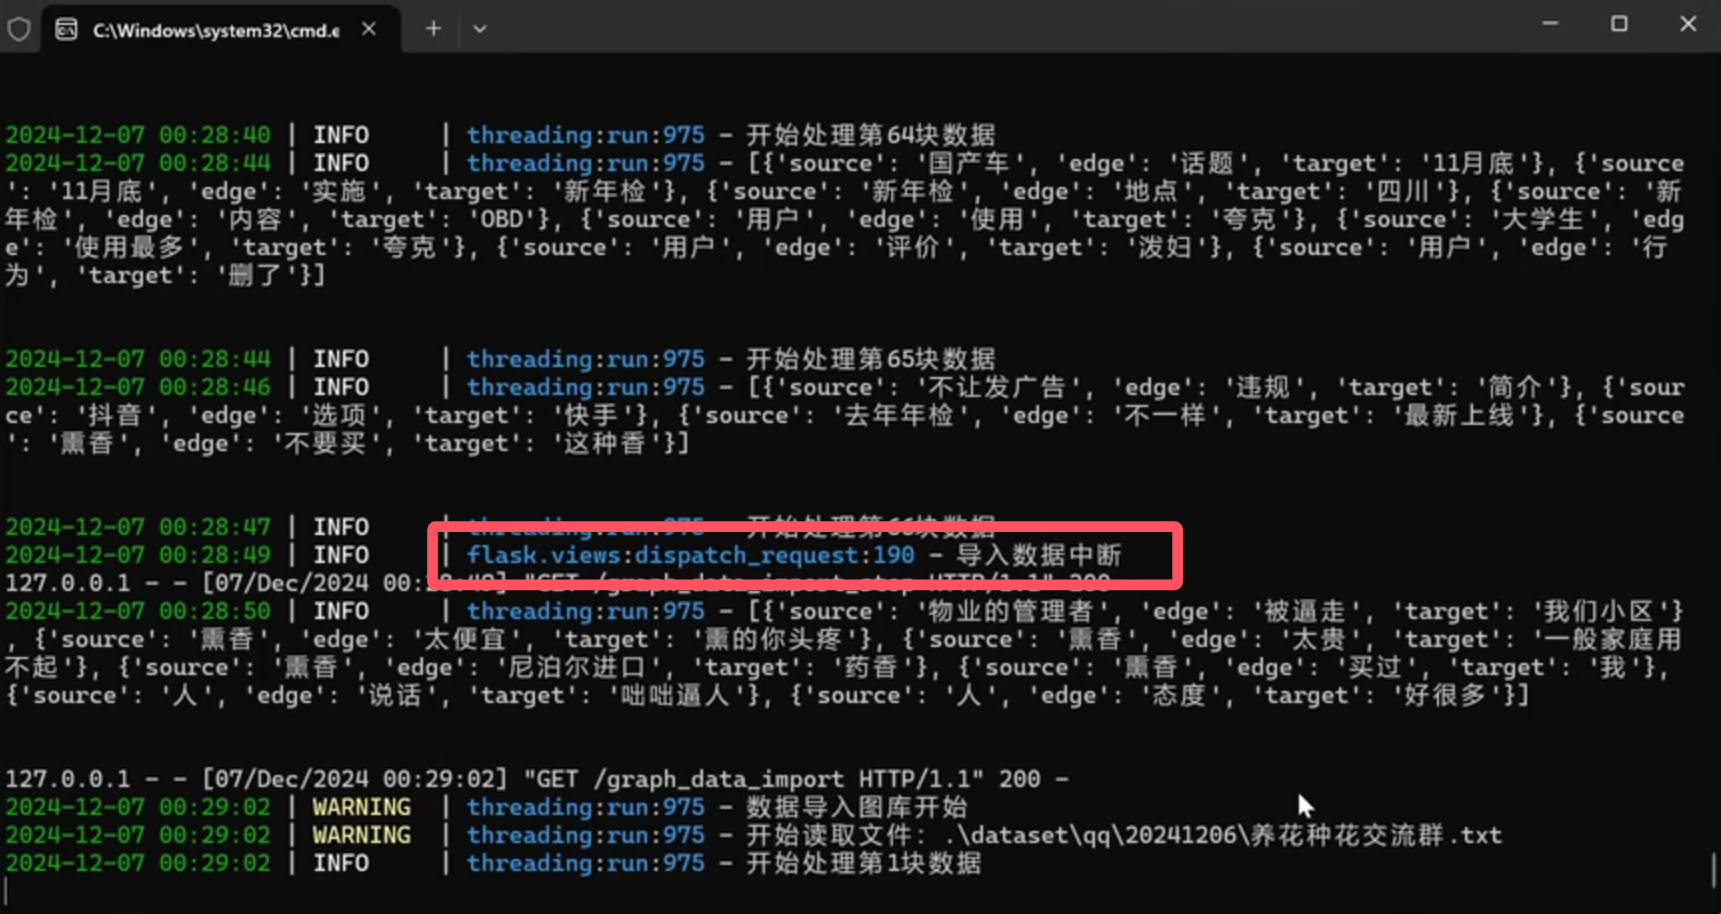 C:\Windows\system32\cmd.e
2024-12-07 00:28:40 | INFO     | threading:run:975 - 开始处理第64块数据
2024-12-07 00:28:44 | INFO     | threading:run:975 - [{'source': '国产车', 'edge': '话题', 'target': '11月底'}, {'source
': '11月底', 'edge': '实施', 'target': '新年检'}, {'source': '新年检', 'edge': '地点', 'target': '四川'}, {'source': '新
年检', 'edge': '内容', 'target': 'OBD'}, {'source': '用户', 'edge': '使用', 'target': '夸克'}, {'source': '大学生', 'edg
e': '使用最多', 'target': '夸克'}, {'source': '用户', 'edge': '评价', 'target': '泼妇'}, {'source': '用户', 'edge': '行
为', 'target': '删了'}]
2024-12-07 00:28:44 | INFO     | threading:run:975 - 开始处理第65块数据
2024-12-07 00:28:46 | INFO     | threading:run:975 - [{'source': '不让发广告', 'edge': '违规', 'target': '简介'}, {'sour
ce': '抖音', 'edge': '选项', 'target': '快手'}, {'source': '去年年检', 'edge': '不一样', 'target': '最新上线'}, {'source
': '熏香', 'edge': '不要买', 'target': '这种香'}]
2024-12-07 00:28:47 | INFO     | threading:run:975 - 开始处理第66块数据
2024-12-07 00:28:49 | INFO     | flask.views:dispatch_request:190 - 导入数据中断
127.0.0.1 - - [07/Dec/2024 00:28:49] "GET /graph_data_import_stop HTTP/1.1" 200 -
2024-12-07 00:28:50 | INFO     | threading:run:975 - [{'source': '物业的管理者', 'edge': '被逼走', 'target': '我们小区'}
, {'source': '熏香', 'edge': '太便宜', 'target': '熏的你头疼'}, {'source': '熏香', 'edge': '太贵', 'target': '一般家庭用
不起'}, {'source': '熏香', 'edge': '尼泊尔进口', 'target': '药香'}, {'source': '熏香', 'edge': '买过', 'target': '我'},
{'source': '人', 'edge': '说话', 'target': '咄咄逼人'}, {'source': '人', 'edge': '态度', 'target': '好很多'}]
127.0.0.1 - - [07/Dec/2024 00:29:02] "GET /graph_data_import HTTP/1.1" 200 -
2024-12-07 00:29:02 | WARNING  | threading:run:975 - 数据导入图库开始
2024-12-07 00:29:02 | WARNING  | threading:run:975 - 开始读取文件: .\dataset\qq\20241206\养花种花交流群.txt
2024-12-07 00:29:02 | INFO     | threading:run:975 - 开始处理第1块数据